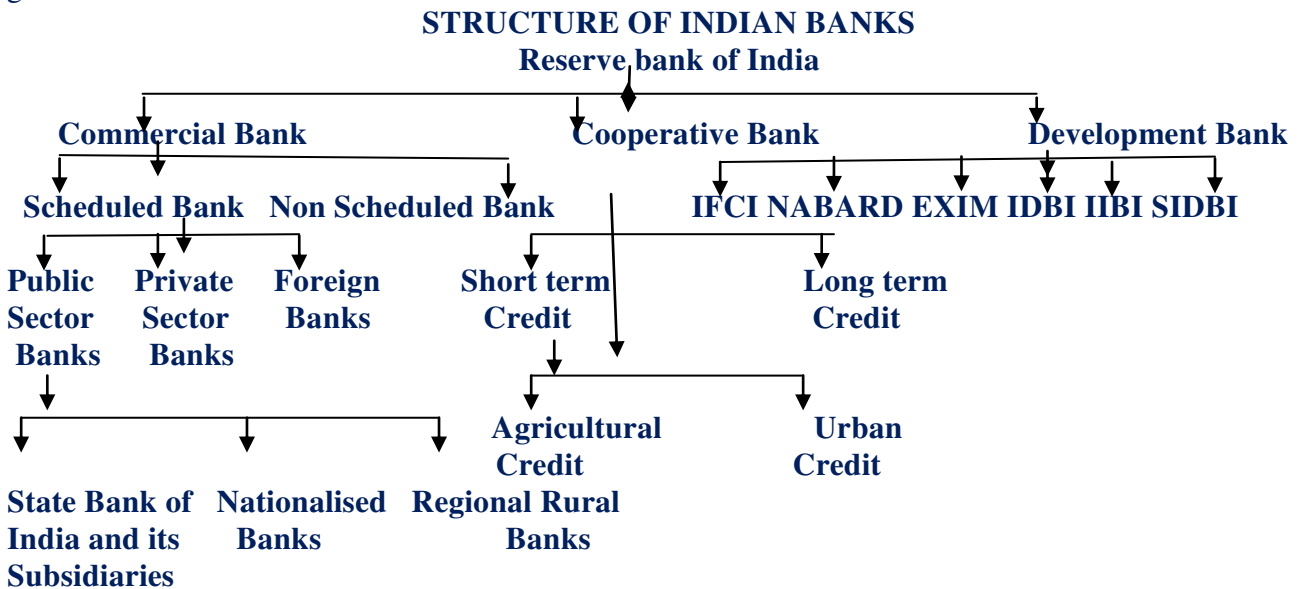 STRUCTURE OF INDIAN BANKS
Reserve bank of India
Commercial Bank Cooperative Bank Development Bank
Scheduled Bank Non Scheduled Bank IFCI NABARD EXIM IDBI IIBI SIDBI
Public Private Foreign Short term Long term
Sector Sector Banks Credit Credit
Banks Banks
Agricultural Urban
Credit Credit
State Bank of Nationalised Regional Rural
India and its Banks Banks
Subsidiaries